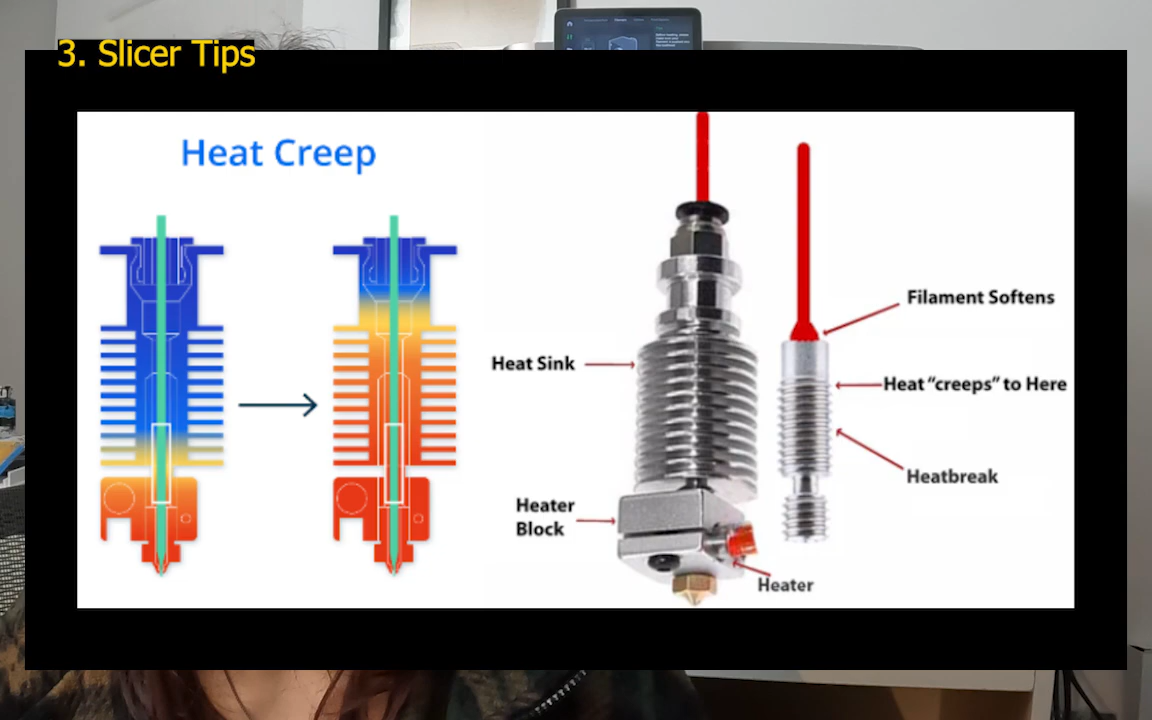 3. Slicer Tips
Heat Creep
Filament Softens
Heat Sink
Heat “creeps” to Here
Heatbreak
Heater
Block
Heater